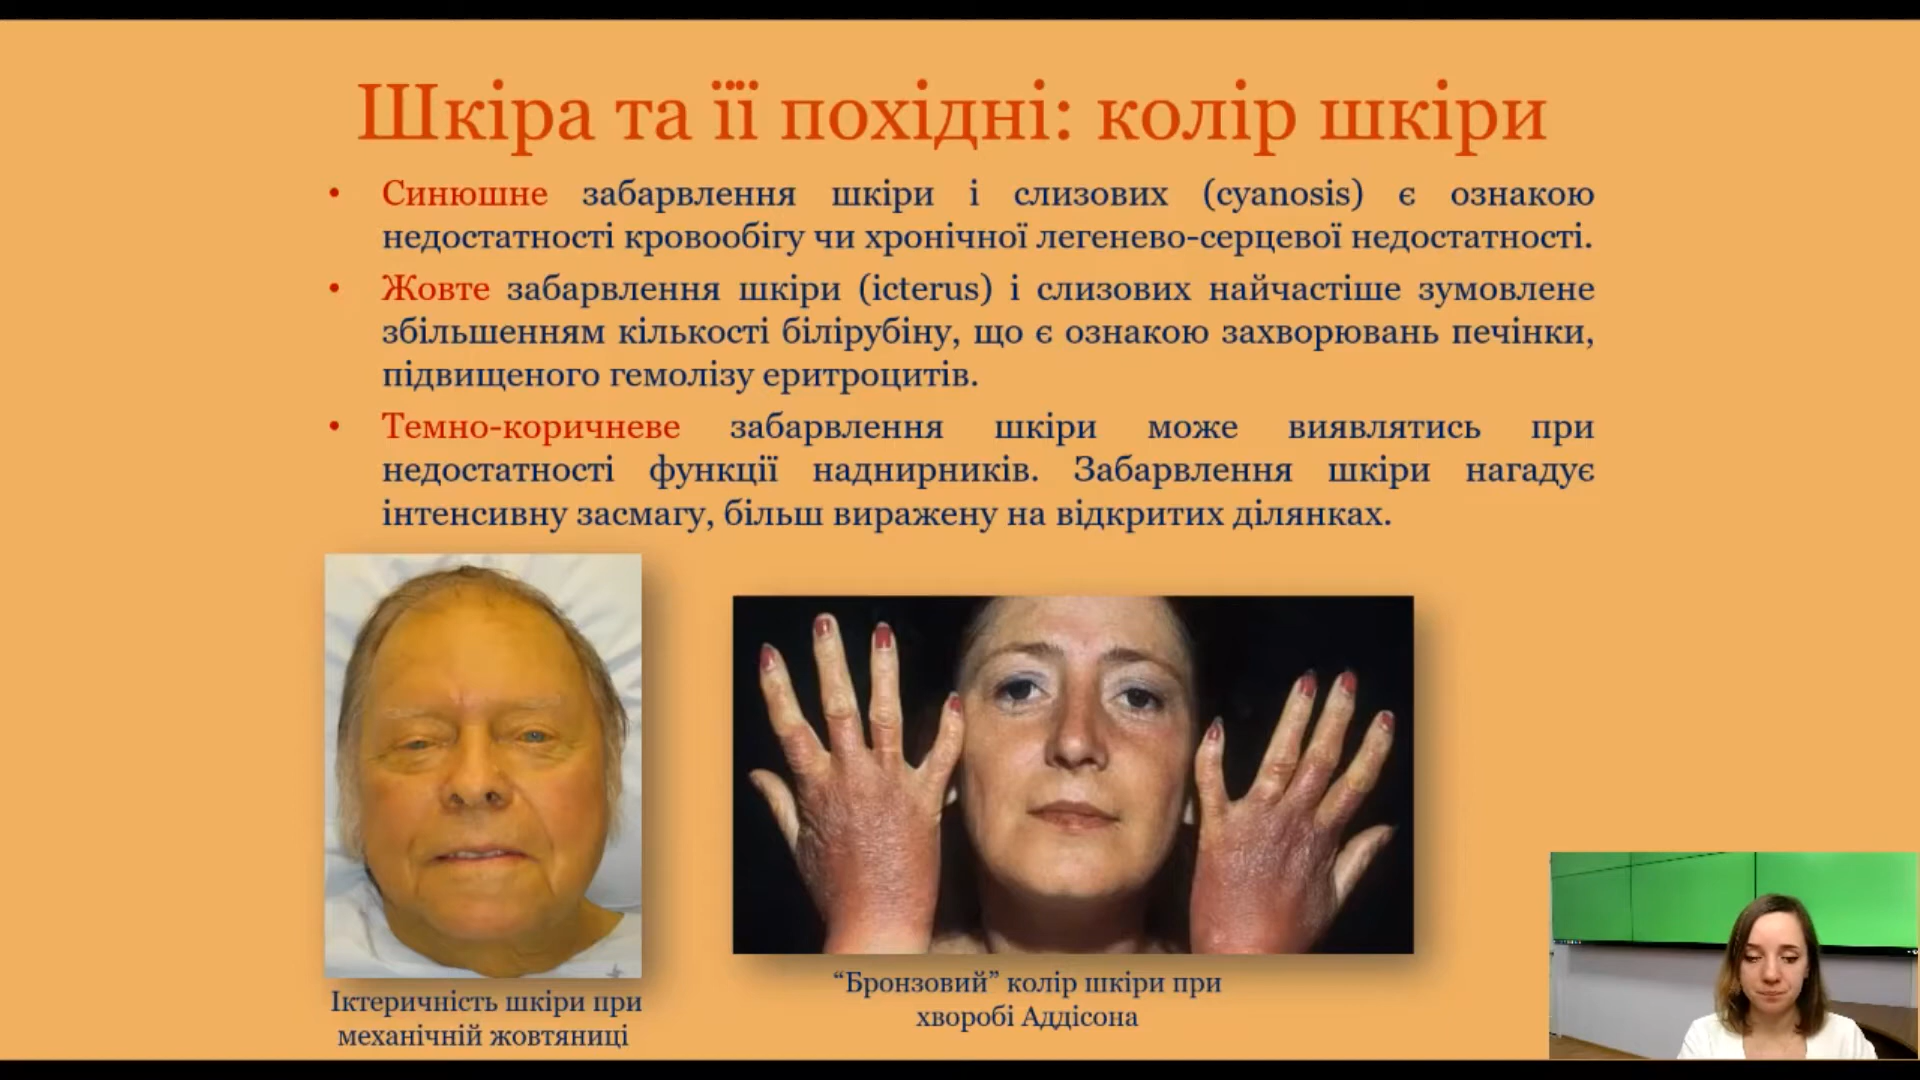 Шкіра та її похідні: колір шкіри
• Синюшне забарвлення шкіри і слизових (cyanosis) є ознакою
недостатності кровообігу чи хронічної легенево-серцевої недостатності.
• Жовте забарвлення шкіри (icterus) і слизових найчастіше зумовлене
збільшенням кількості білірубіну, що є ознакою захворювань печінки,
підвищеного гемолізу еритроцитів.
• Темно-коричневе забарвлення шкіри може виявлятись при
недостатності функції наднирників. Забарвлення шкіри нагадує
інтенсивну засмагу, більш виражену на відкритих ділянках.
Іктеричність шкіри при
механічній жовтяниці
“Бронзовий” колір шкіри при
хворобі Аддісона